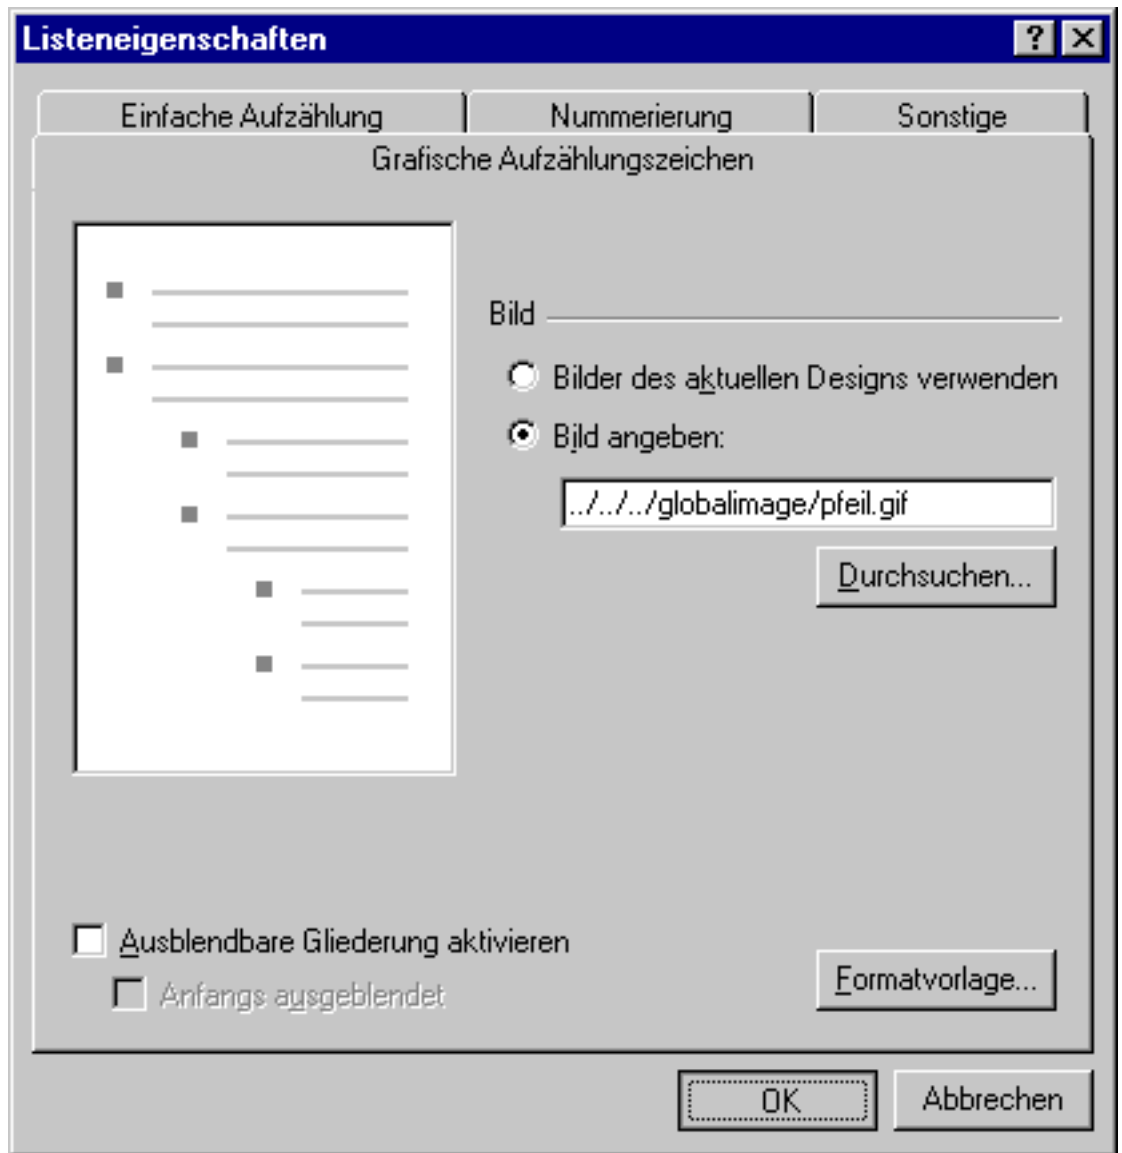 Listeneigenschaften
Einfache Aufzählung Nummerierung Sonstige
Grafische Aufzählungszeichen
Bild
Bilder des aktuellen Designs verwenden
Bild angeben:
../../../globalimage/pfeil.gif
Durchsuchen...
Ausblendbare Gliederung aktivieren
Anfangs ausgeblendet
Formatvorlage...
OK Abbrechen